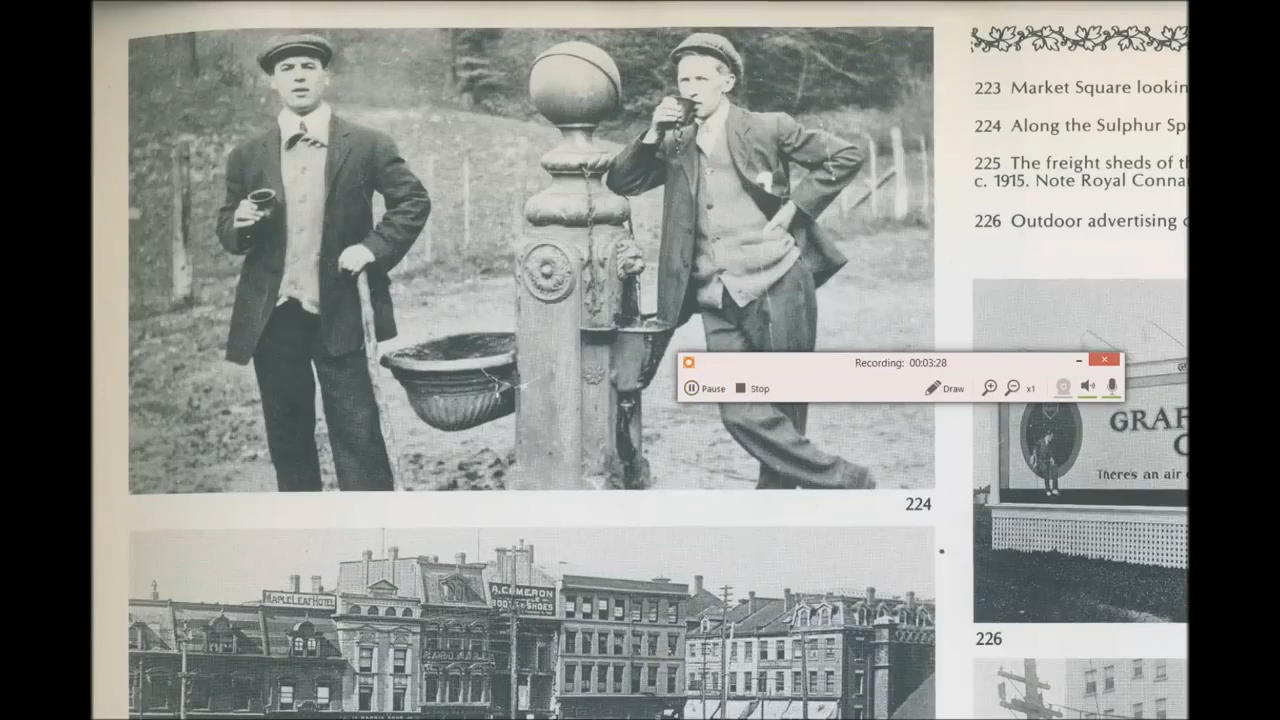 223 Market Square lookin
224 Along the Sulphur Sp
225 The freight sheds of th
c. 1915. Note Royal Conna
226 Outdoor advertising
Recording: 00:03:28
Pause Stop Draw x1
GRAF
C
There's an air
224
MAPLE LEAF HOTEL
A. CAMERON
BOOTS & SHOES
226